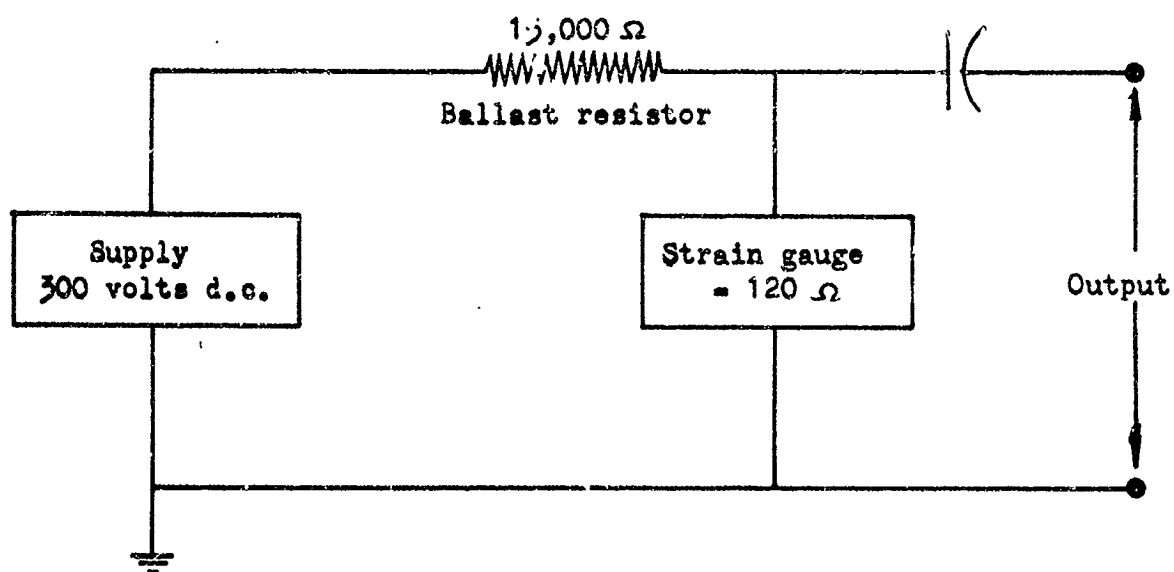 Ω
Ballast resistor
Supply
300 volts d.c.
Strain gauge
= 120 Ω
Output